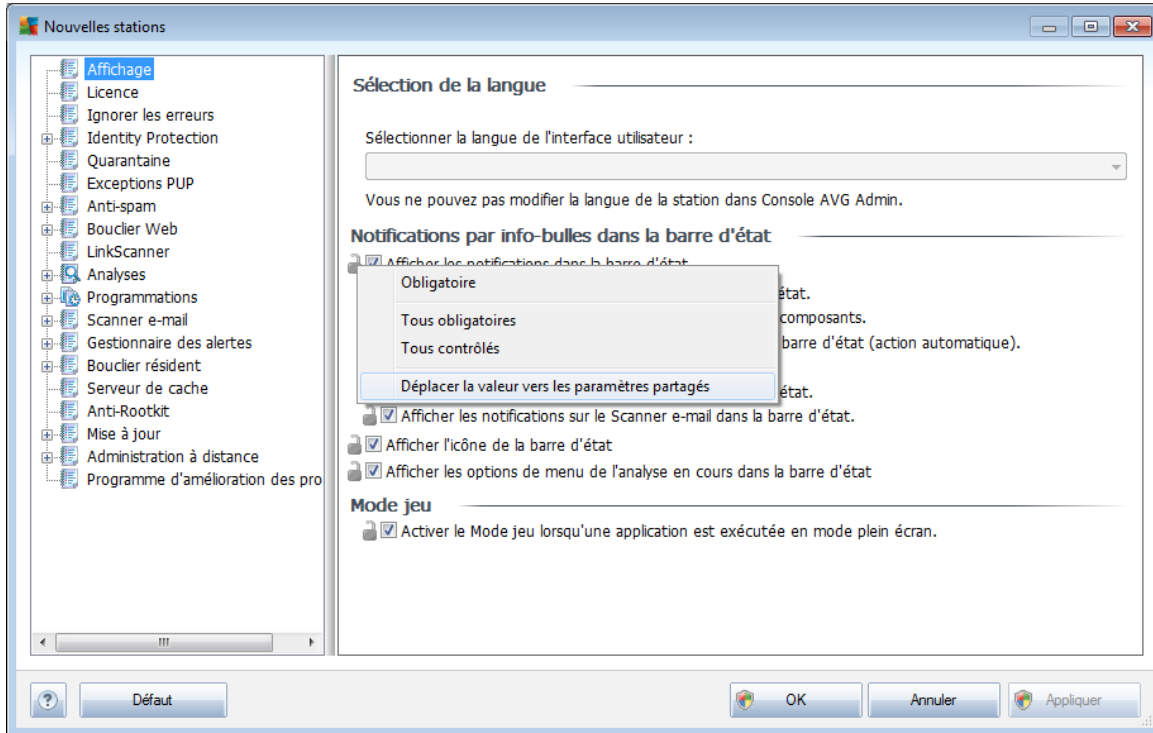 Nouvelles stations
Affichage
Licence
Ignorer les erreurs
Identity Protection
Quarantaine
Exceptions PUP
Anti-spam
Bouclier Web
LinkScanner
Analyses
Programmations
Scanner e-mail
Gestionnaire des alertes
Bouclier résident
Serveur de cache
Anti-Rootkit
Mise à jour
Administration à distance
Programme d'amélioration des pro
Sélection de la langue
Sélectionner la langue de l'interface utilisateur :
Vous ne pouvez pas modifier la langue de la station dans Console AVG Admin.
Notifications par info-bulles dans la barre d'état
Afficher les notifications dans la barre d'état
Obligatoire
Tous obligatoires
Tous contrôlés
Déplacer la valeur vers les paramètres partagés
état.
composants.
barre d'état (action automatique).
état.
Afficher les notifications sur le Scanner e-mail dans la barre d'état.
Afficher l'icône de la barre d'état
Afficher les options de menu de l'analyse en cours dans la barre d'état
Mode jeu
Activer le Mode jeu lorsqu'une application est exécutée en mode plein écran.
Défaut
OK
Annuler
Appliquer